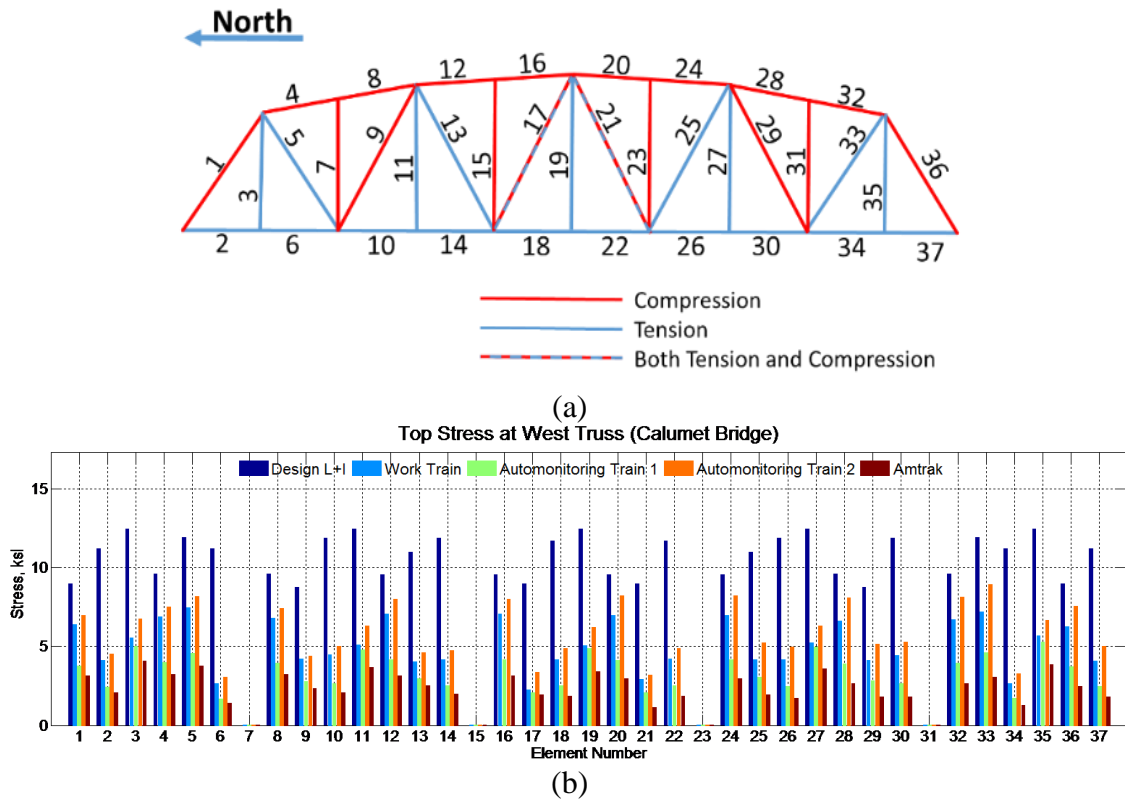 North
4 8 12 16 20 24 28 32
1 3 5 7 9 11 13 15 17 19 21 23 25 27 29 31 33 35 36
2 6 10 14 18 22 26 30 34 37
Compression
Tension
Both Tension and Compression
(a)
Top Stress at West Truss (Calumet Bridge)
Design L+I Work Train Automonitoring Train 1 Automonitoring Train 2 Amtrak
15
10
5
0
Stress, ksi
1 2 3 4 5 6 7 8 9 10 11 12 13 14 15 16 17 18 19 20 21 22 23 24 25 26 27 28 29 30 31 32 33 34 35 36 37
Element Number
(b)